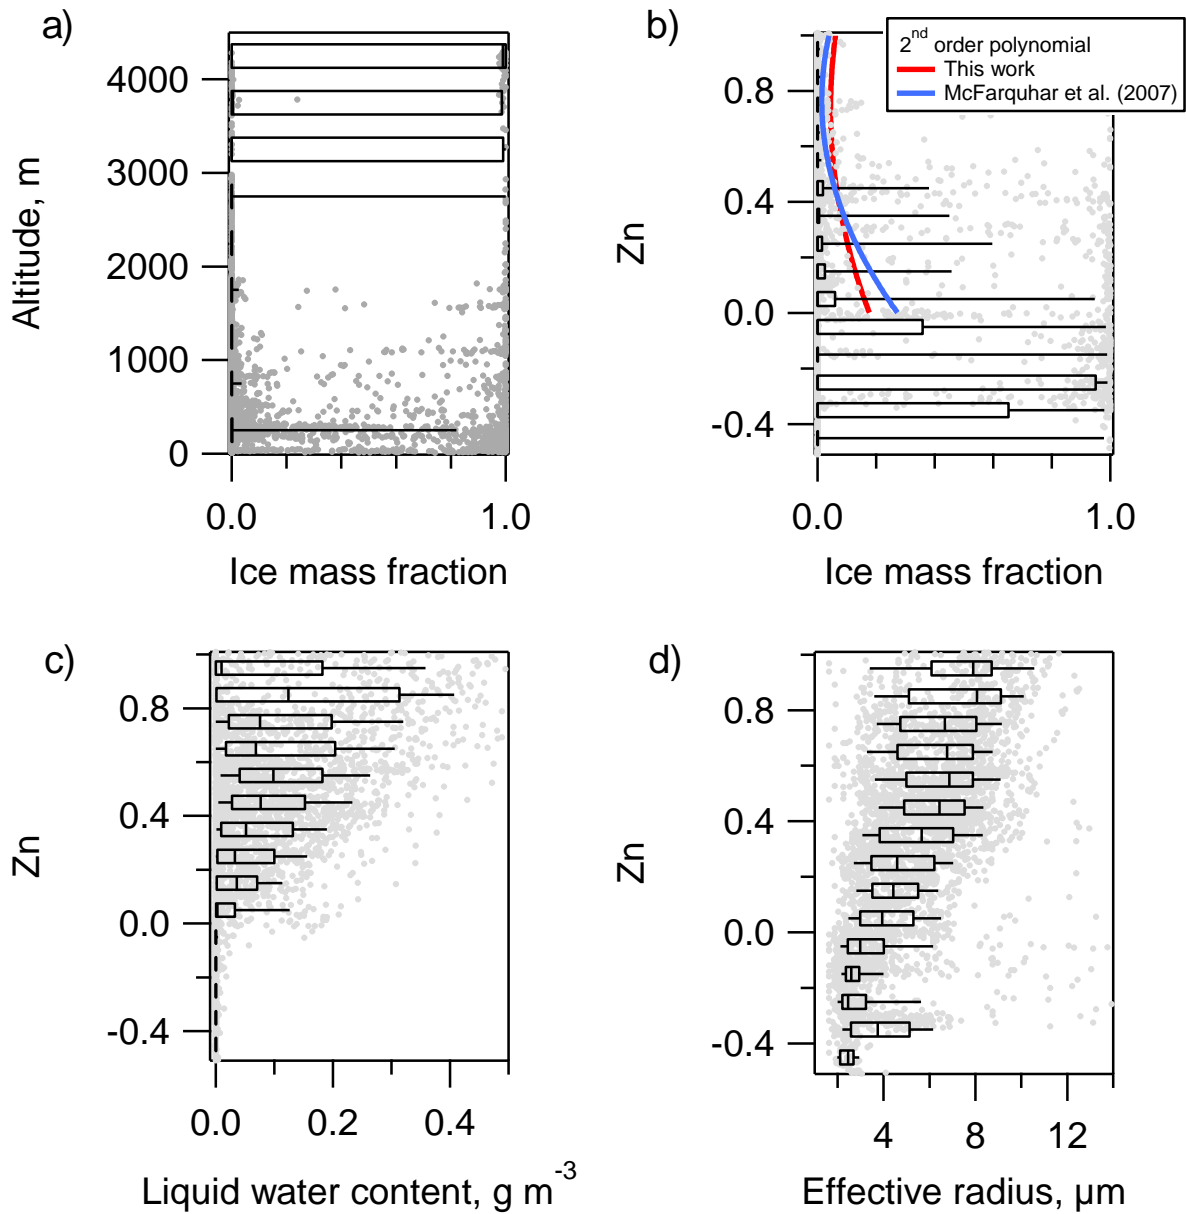 a)
4000
3000
2000
1000
0
Altitude, m
0.0 1.0
Ice mass fraction
b)
2nd order polynomial
This work
McFarquhar et al. (2007)
0.8
0.4
0.0
-0.4
Zn
0.0 1.0
Ice mass fraction
c)
0.8
0.4
0.0
-0.4
Zn
0.0 0.2 0.4
Liquid water content, g m-3
d)
0.8
0.4
0.0
-0.4
Zn
4 8 12
Effective radius, µm